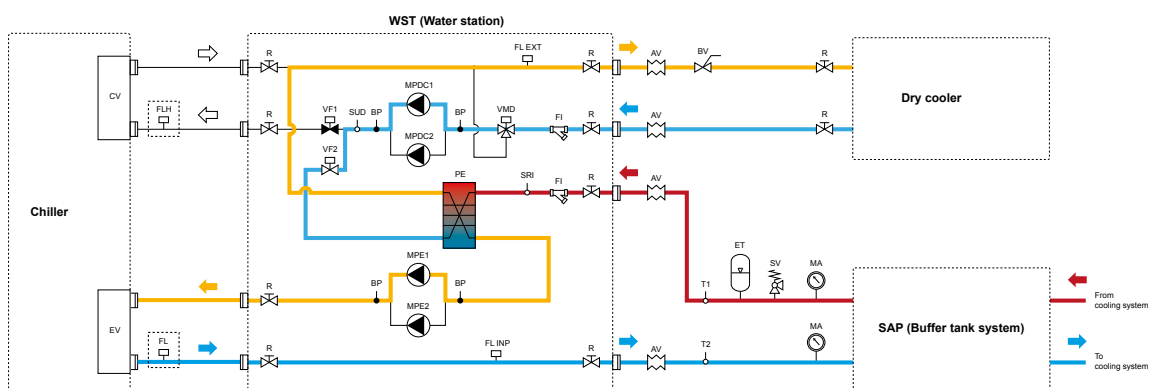 WST (Water station)
FL EXT
R
R
AV
BV
R
CV
MPDC1
Dry cooler
FLH
R
VF1
SUD
BP
BP
VMD
FI
R
AV
R
MPDC2
VF2
PE
SRI
FI
R
AV
Chiller
ET
SV
MA
MPE1
T1
R
BP
BP
From
cooling system
EV
MPE2
SAP (Buffer tank system)
FL
R
FL INP
R
AV
T2
MA
To
cooling system